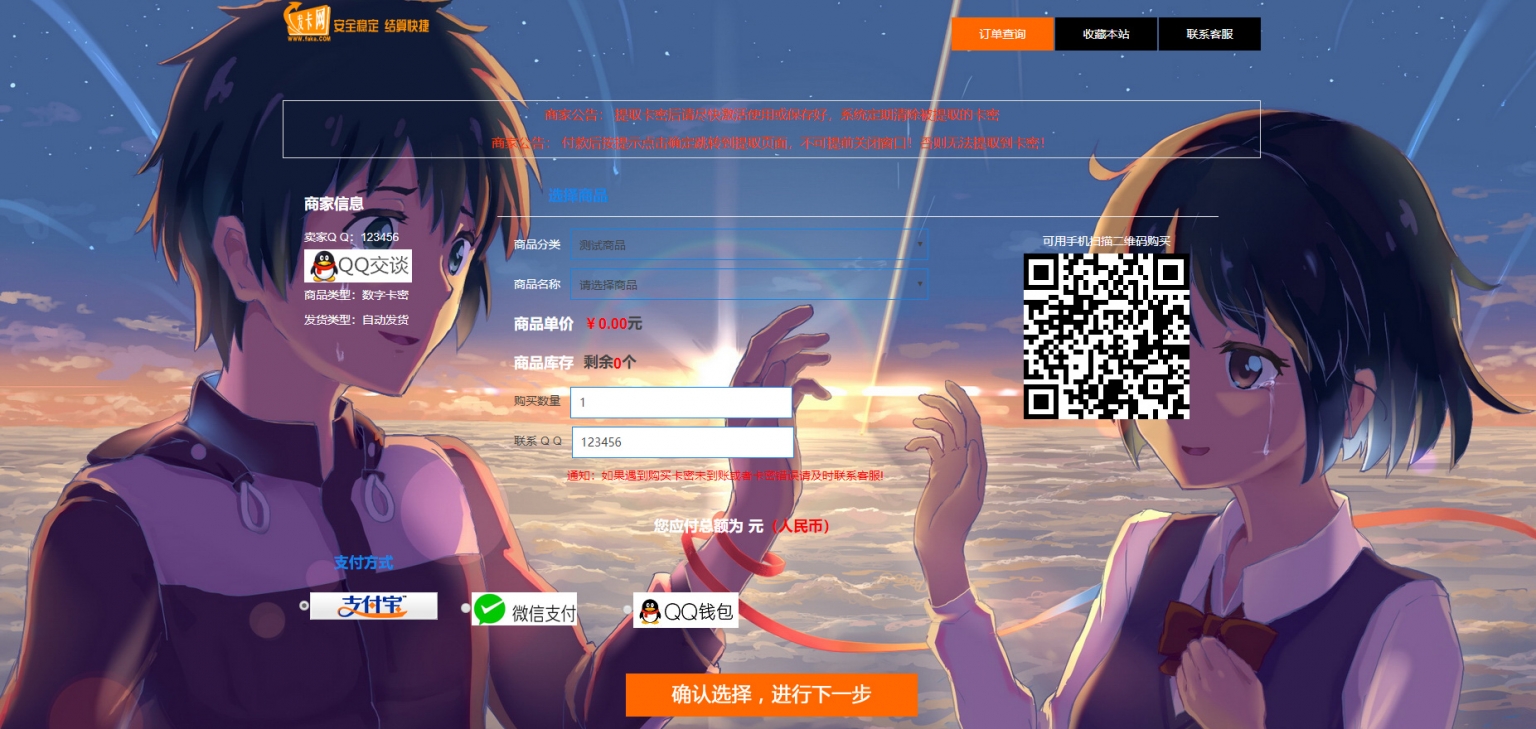 发卡网 安全稳定 结算快捷
WWW.FAKA.COM
订单查询 收藏本站 联系客服
商家公告： 提取卡密后请尽快激活使用或保存好，系统定期清除被提取的卡密
商家公告： 付款后按提示点击确定跳转到提取页面，不可提前关闭窗口！否则无法提取到卡密！
选择商品
商家信息
卖家Q Q：123456
QQ交谈
商品类型：数字卡密
发货类型：自动发货
商品分类 测试商品
商品名称 请选择商品
商品单价 ￥0.00元
商品库存 剩余0个
购买数量 1
联系 Q Q 123456
通知：如果遇到购买卡密未到账或者卡密错误请及时联系客服!
可用手机扫描二维码购买
您应付总额为 元（人民币）
支付方式
支付宝 微信支付 QQ钱包
确认选择，进行下一步